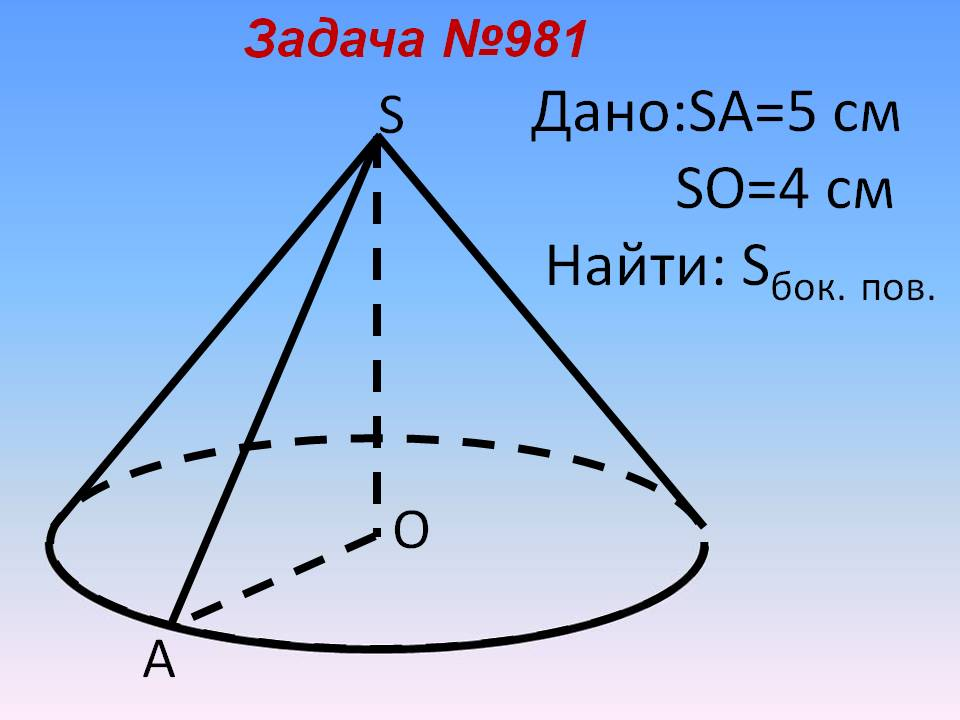 Задача №981
S
Дано:SA=5 см
SO=4 см
Найти: Sбок. пов.
O
A